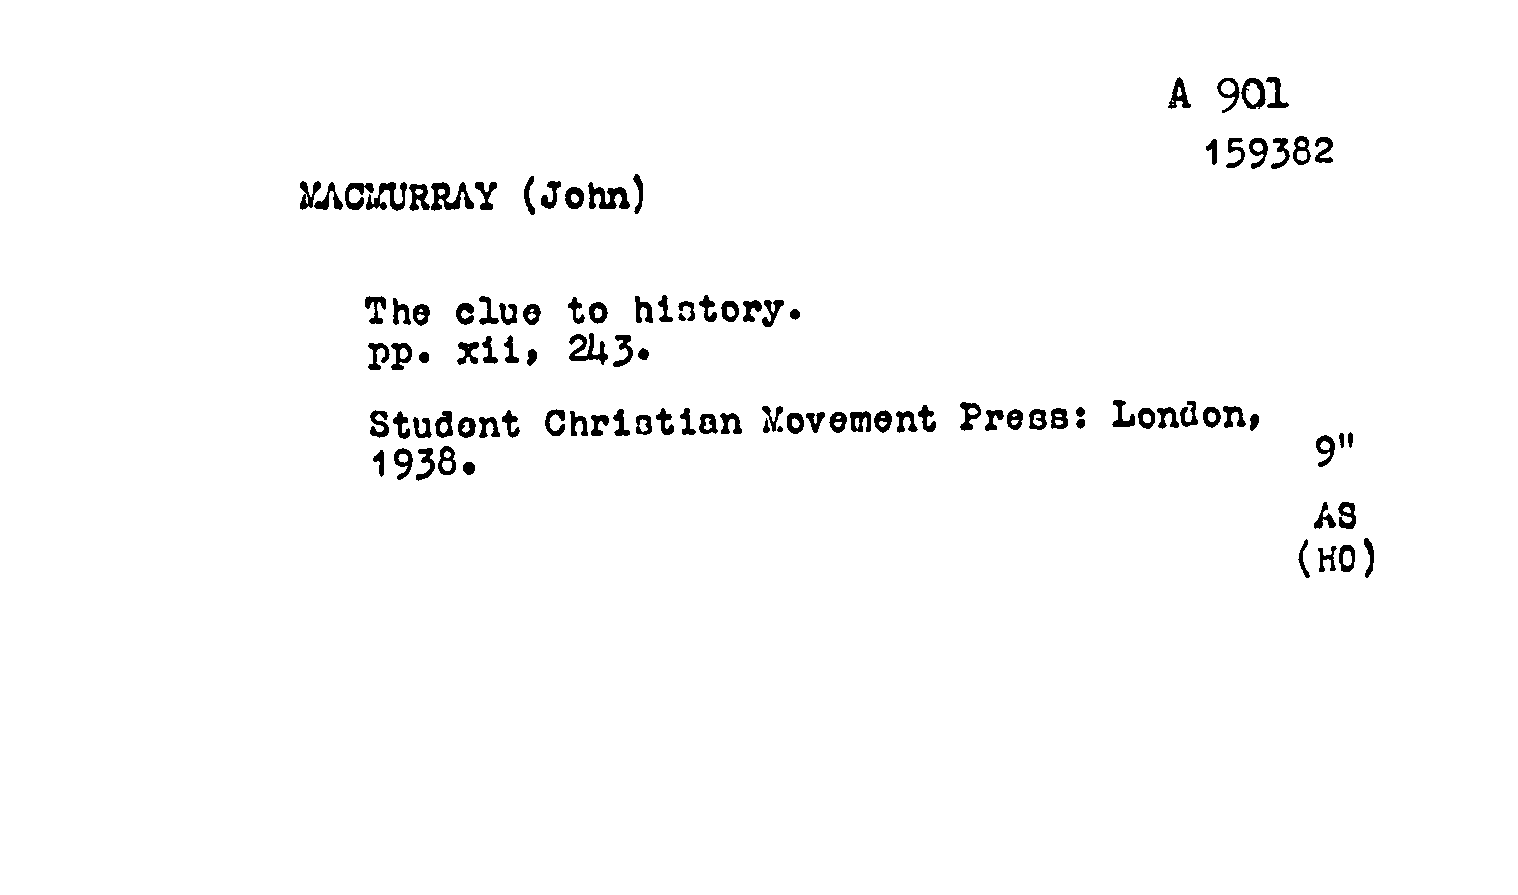 A 901
159382
MACMURRAY (John)
The clue to history.
pp. xii, 243.
Student Christian Movement Press: London,
1938.
9"
AS
(HO)